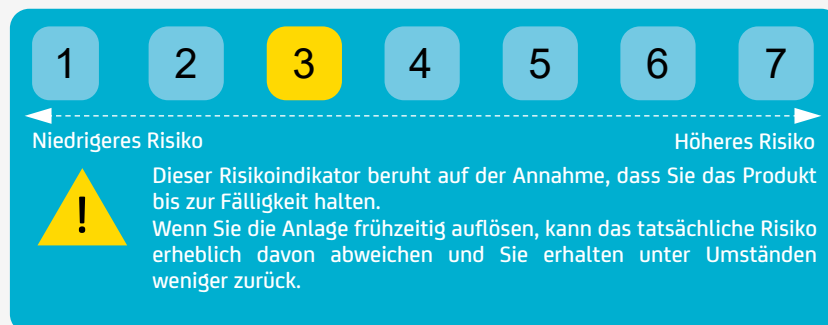 1 2 3 4 5 6 7
Niedrigeres Risiko Höheres Risiko
!
Dieser Risikoindikator beruht auf der Annahme, dass Sie das Produkt
bis zur Fälligkeit halten.
Wenn Sie die Anlage frühzeitig auflösen, kann das tatsächliche Risiko
erheblich davon abweichen und Sie erhalten unter Umständen
weniger zurück.